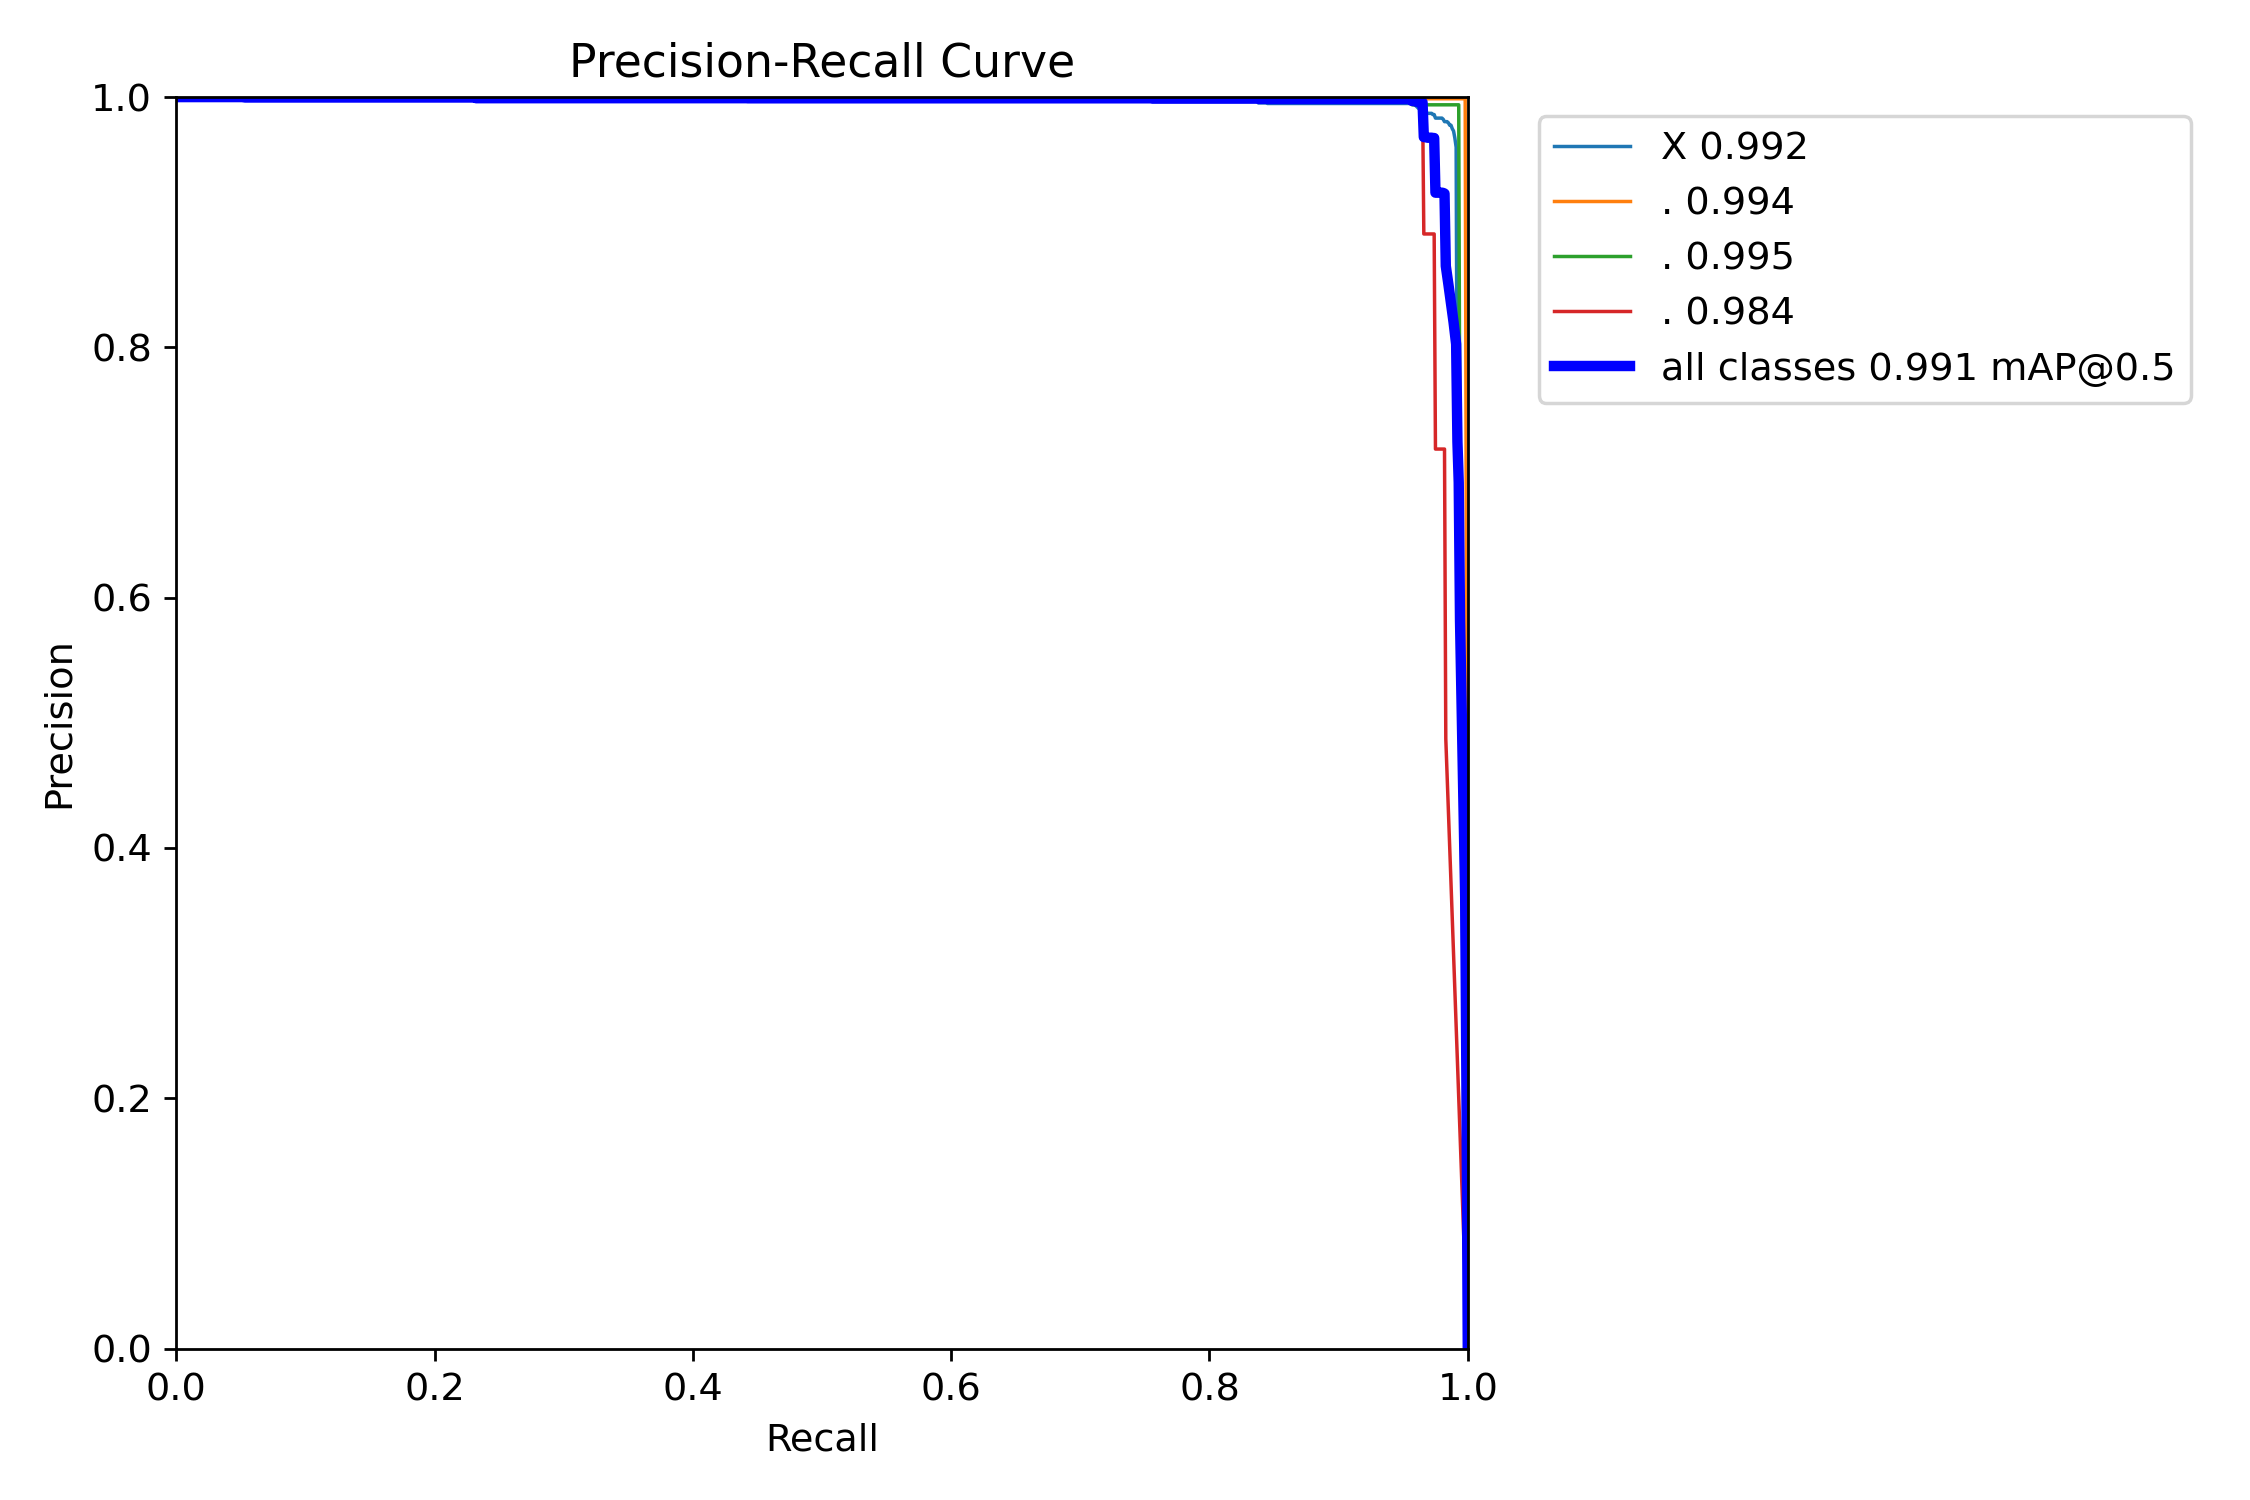 Precision-Recall Curve
1.0
0.8
0.6
0.4
0.2
0.0
Precision
0.0 0.2 0.4 0.6 0.8 1.0
Recall
X 0.992
. 0.994
. 0.995
. 0.984
all classes 0.991 mAP@0.5